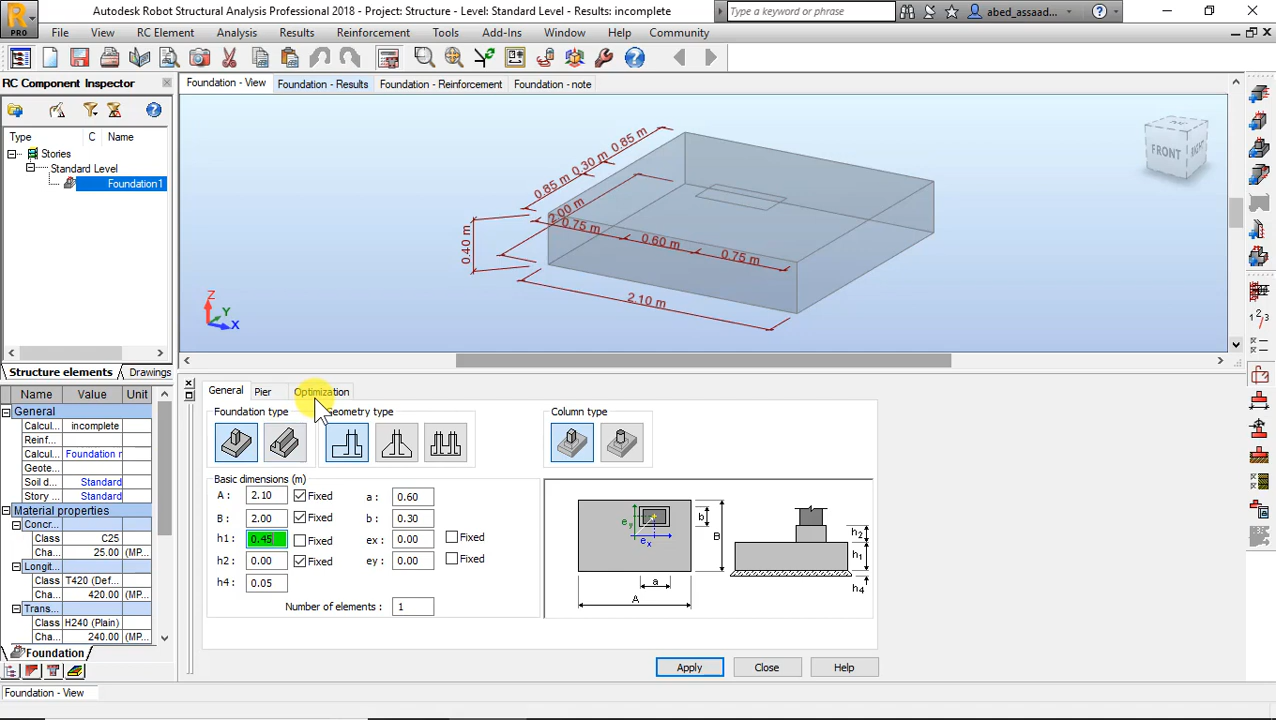 Autodesk Robot Structural Analysis Professional 2018 - Project: Structure - Level: Standard Level - Results: incomplete
Type a keyword or phrase
abed_assaad...
PRO
File View RC Element Analysis Results Reinforcement Tools Add-Ins Window Help Community
RC Component Inspector
Foundation - View Foundation - Results Foundation - Reinforcement Foundation - note
Type C Name
Stories
Standard Level
Foundation1
0.85 m
0.30 m
0.85 m
2.00 m
0.75 m
0.60 m
0.75 m
0.40 m
2.10 m
FRONT
RIGHT
Z
Y
X
Structure elements Drawings
Name Value Unit
General
Calcul... incomplete
Reinf...
Calcul... Foundation r
Geote...
Soil d... Standard
Story ... Standard
Material properties
Concr...
Class C25
Cha... 25.00 (MP...
Longit...
Class T420 (Def...
Cha... 420.00 (MP...
Trans...
Class H240 (Plain)
Cha... 240.00 (MP...
Foundation
General Pier Optimization
Foundation type Geometry type Column type
Basic dimensions (m)
A : 2.10 Fixed a : 0.60
B : 2.00 Fixed b : 0.30
h1: 0.45 Fixed ex: 0.00 Fixed
h2: 0.00 Fixed ey: 0.00 Fixed
h4: 0.05
Number of elements : 1
ey
ex
b
B
a
A
h2
h1
h4
Apply Close Help
Foundation - View